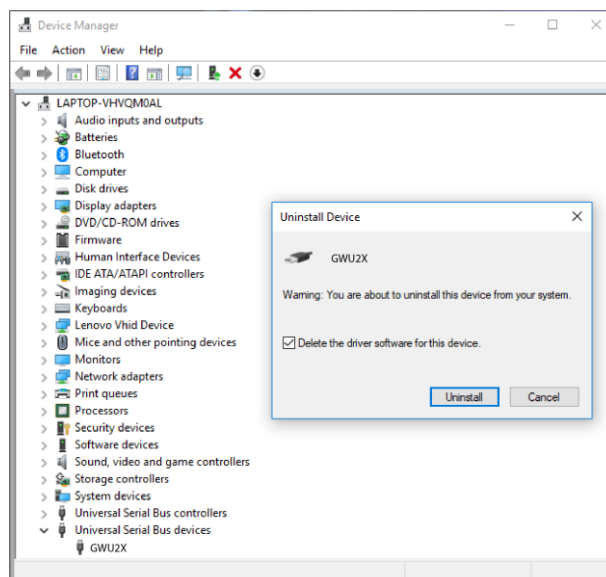 Device Manager
File Action View Help
LAPTOP-VHVQM0AL
Audio inputs and outputs
Batteries
Bluetooth
Computer
Disk drives
Display adapters
DVD/CD-ROM drives
Firmware
Human Interface Devices
IDE ATA/ATAPI controllers
Imaging devices
Keyboards
Lenovo Vhid Device
Mice and other pointing devices
Monitors
Network adapters
Print queues
Processors
Security devices
Software devices
Sound, video and game controllers
Storage controllers
System devices
Universal Serial Bus controllers
Universal Serial Bus devices
GWU2X
Uninstall Device
GWU2X
Warning: You are about to uninstall this device from your system.
Delete the driver software for this device.
Uninstall Cancel